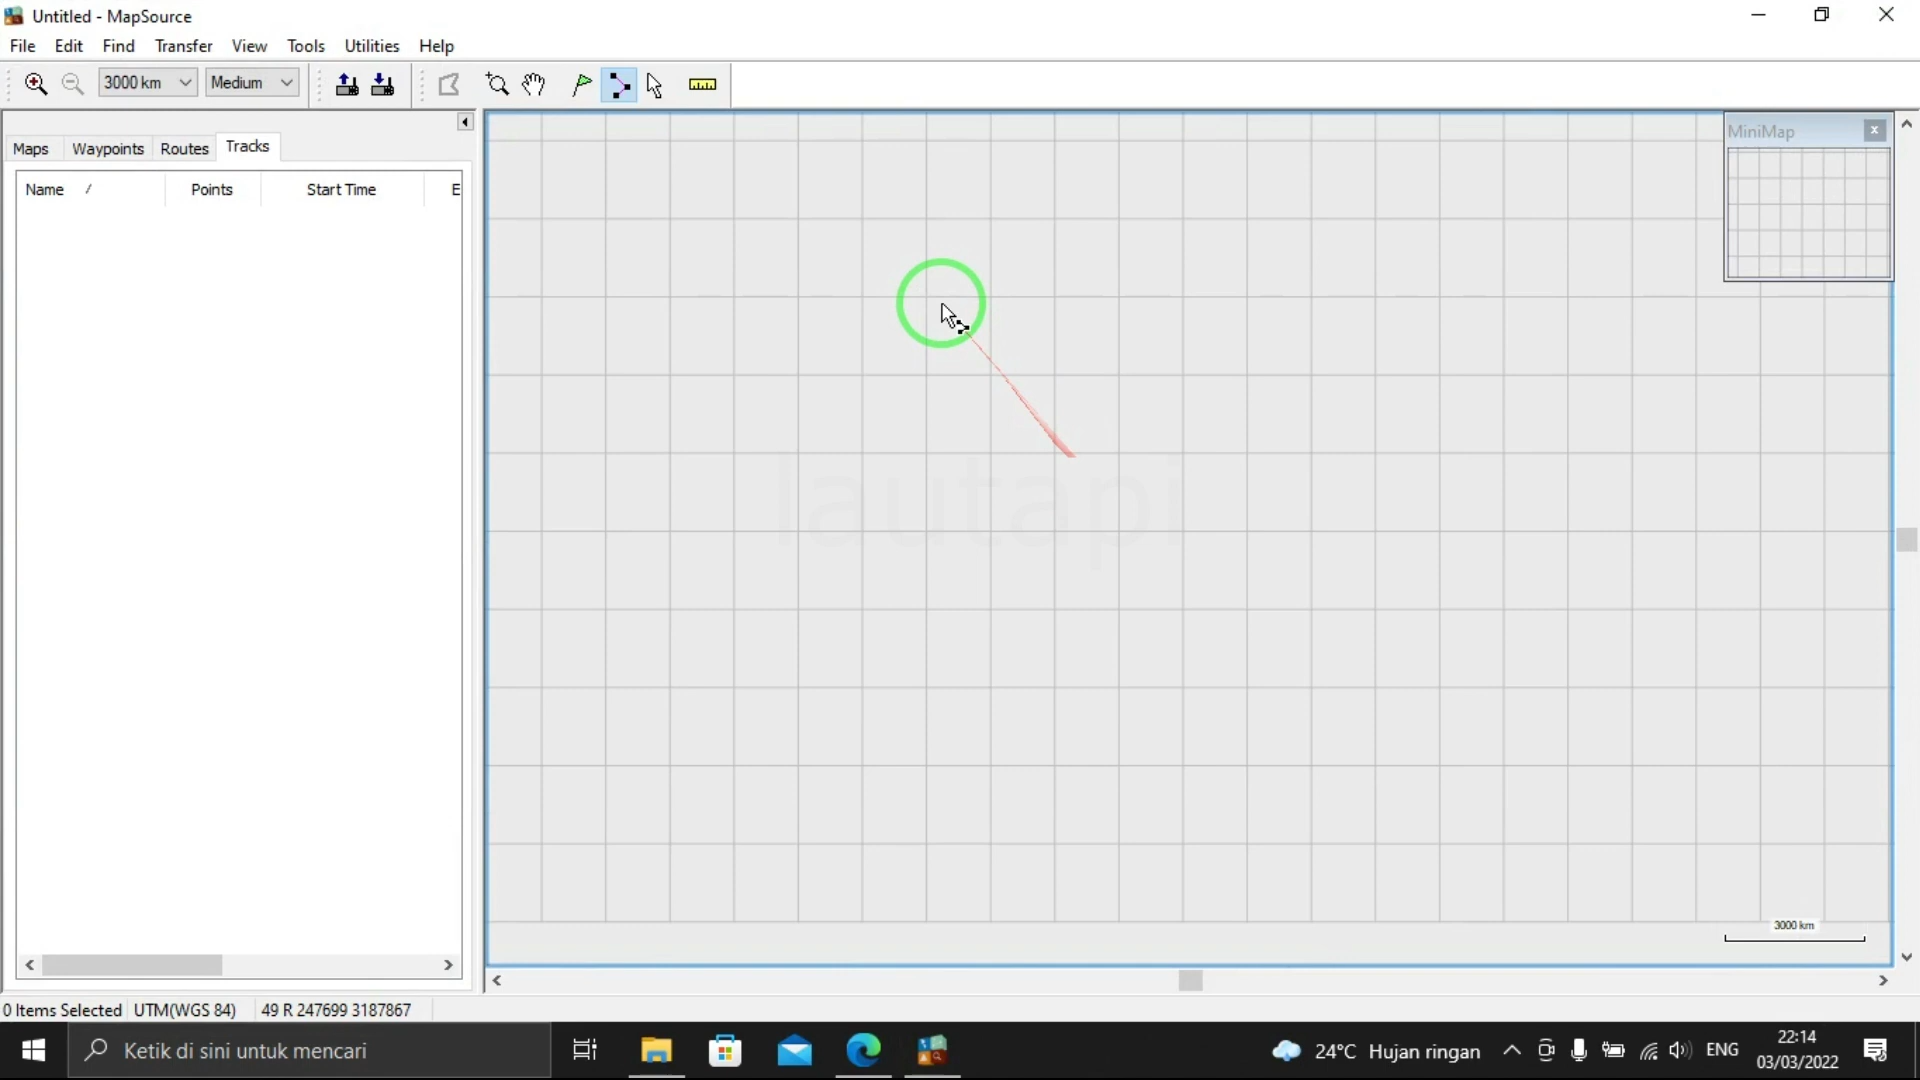 Untitled - MapSource
File Edit Find Transfer View Tools Utilities Help
3000 km Medium
Maps Waypoints Routes Tracks
Name / Points Start Time E
MiniMap
lautapi
3000 km
0 Items Selected UTM(WGS 84) 49 R 247699 3187867
Ketik di sini untuk mencari
24°C Hujan ringan ENG
22:14
03/03/2022